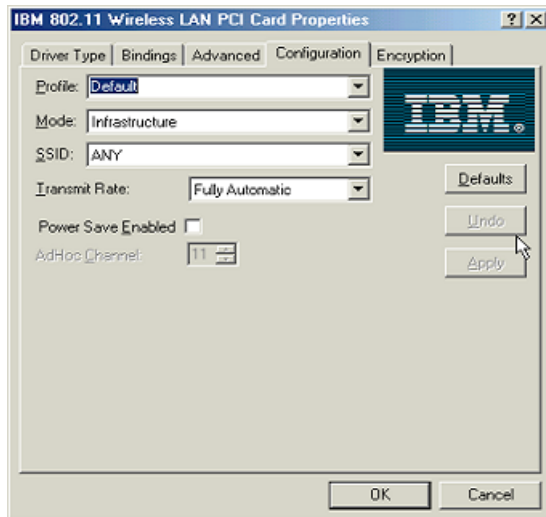 IBM 802.11 Wireless LAN PCI Card Properties
Driver Type Bindings Advanced Configuration Encryption
Profile: Default
IBM
Mode: Infrastructure
SSID: ANY
Defaults
Transmit Rate: Fully Automatic
Power Save Enabled
Undo
AdHoc Channel: 11
Apply
OK Cancel